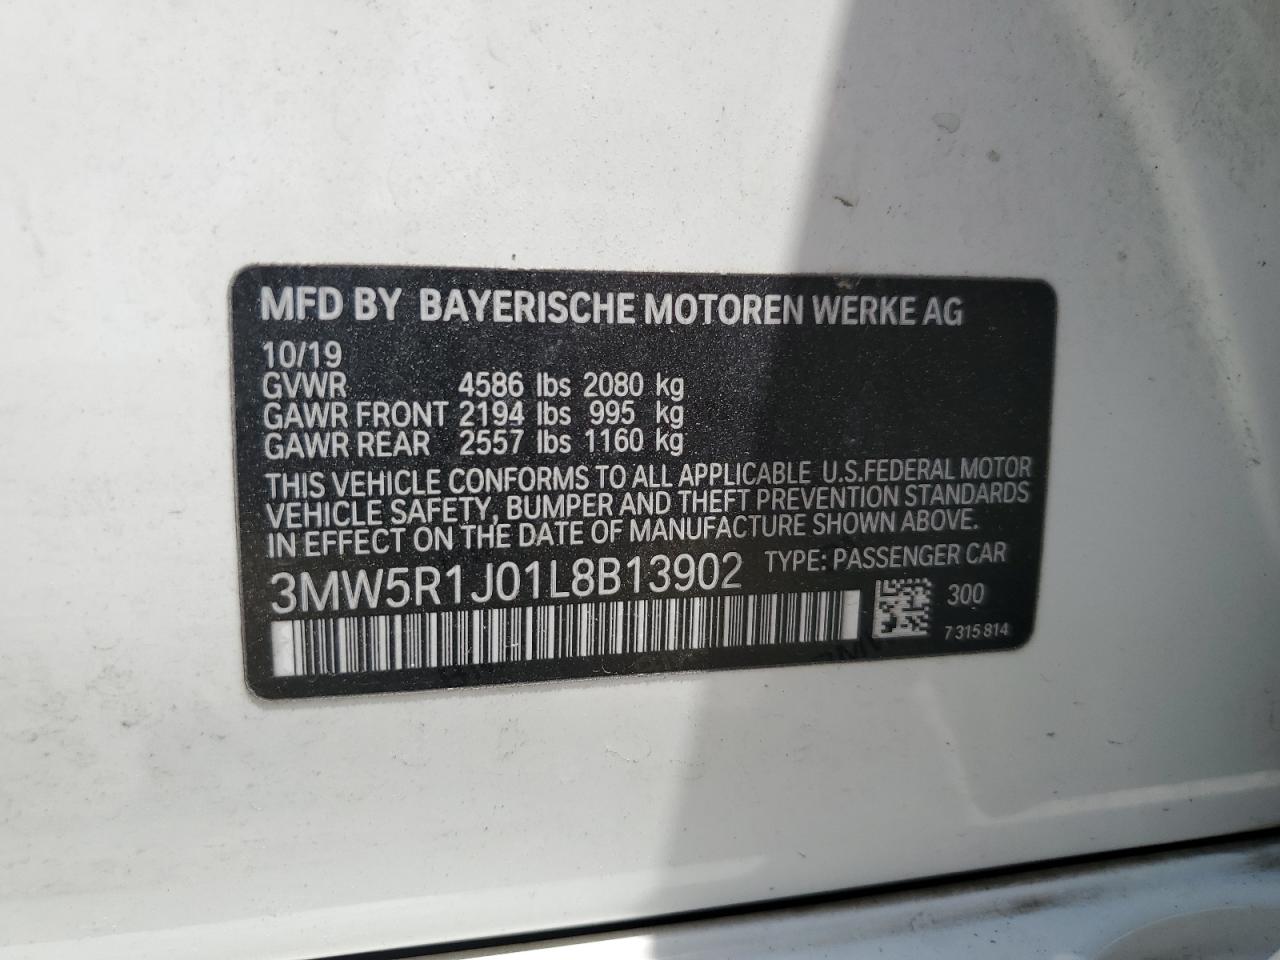 MFD BY BAYERISCHE MOTOREN WERKE AG
10/19
GVWR 4586 lbs 2080 kg
GAWR FRONT 2194 lbs 995 kg
GAWR REAR 2557 lbs 1160 kg
THIS VEHICLE CONFORMS TO ALL APPLICABLE U.S.FEDERAL MOTOR
VEHICLE SAFETY, BUMPER AND THEFT PREVENTION STANDARDS
IN EFFECT ON THE DATE OF MANUFACTURE SHOWN ABOVE.
3MW5R1J01L8B13902 TYPE: PASSENGER CAR
300
7 315 814